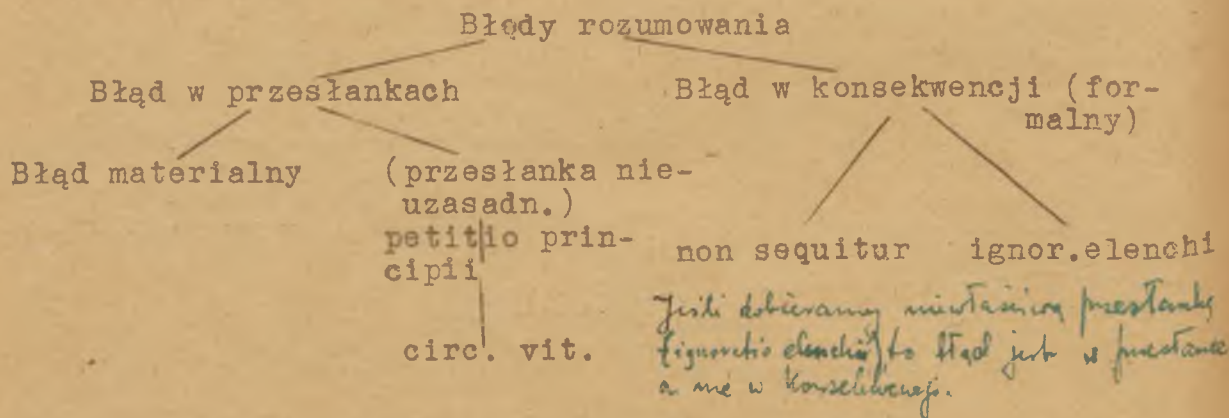 Błędy rozumowania
Błąd w przesłankach
Błąd w konsekwencji (for-
malny)
Błąd materialny
(przesłanka nie-
uzasadn.)
petitio prin-
cipii
circ. vit.
non sequitur
ignor.elenchi
Jeśli dobieramy niewłaściwą przesłankę
(ignoratio elenchi) to błąd jest w przesłance
a nie w konsekwencji.